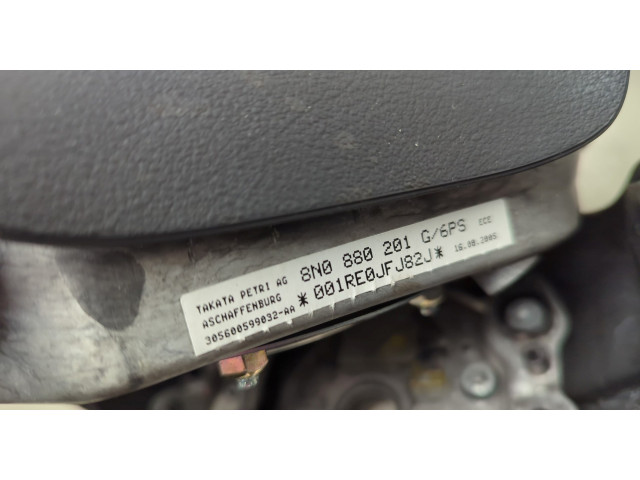 TAKATA PETRI AG 8N0 880 201 G/6PS ECE
ASCHAFFENBURG *001RE0JFJ82J* 16.08.2005
305600599032-AA